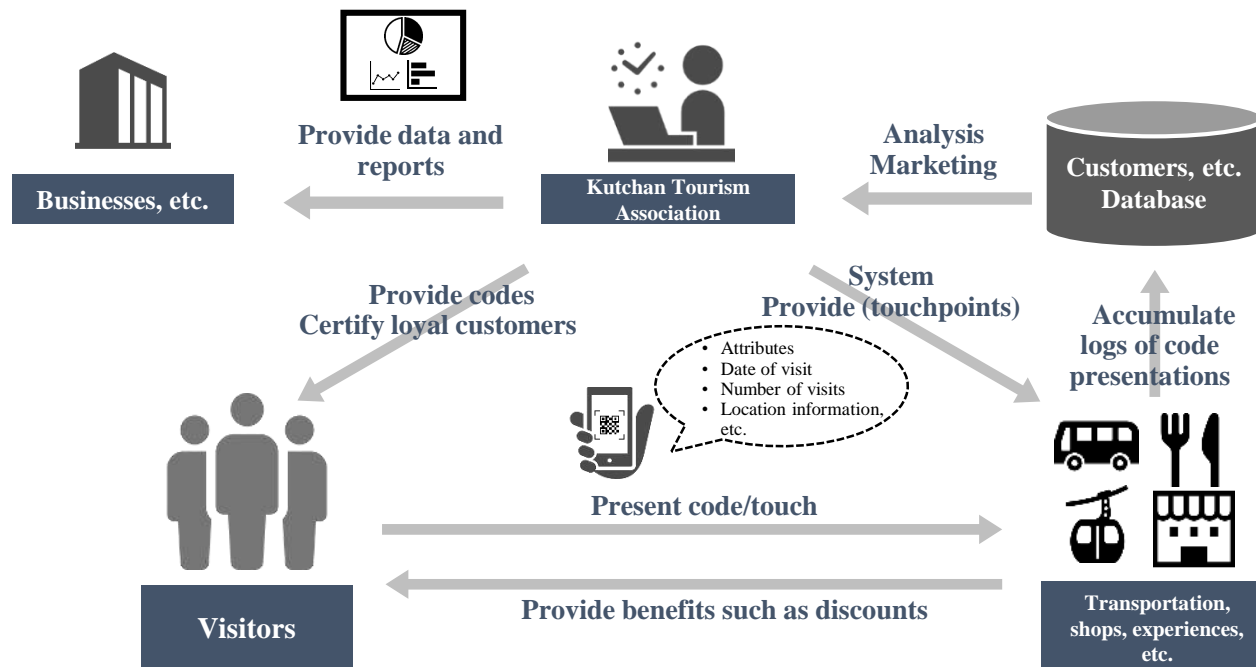 Provide data and
reports
Businesses, etc.
Kutchan Tourism
Association
Analysis
Marketing
Customers, etc.
Database
Provide codes
Certify loyal customers
System
Provide (touchpoints)
Accumulate
logs of code
presentations
• Attributes
• Date of visit
• Number of visits
• Location information,
etc.
Present code/touch
Provide benefits such as discounts
Visitors
Transportation,
shops, experiences,
etc.